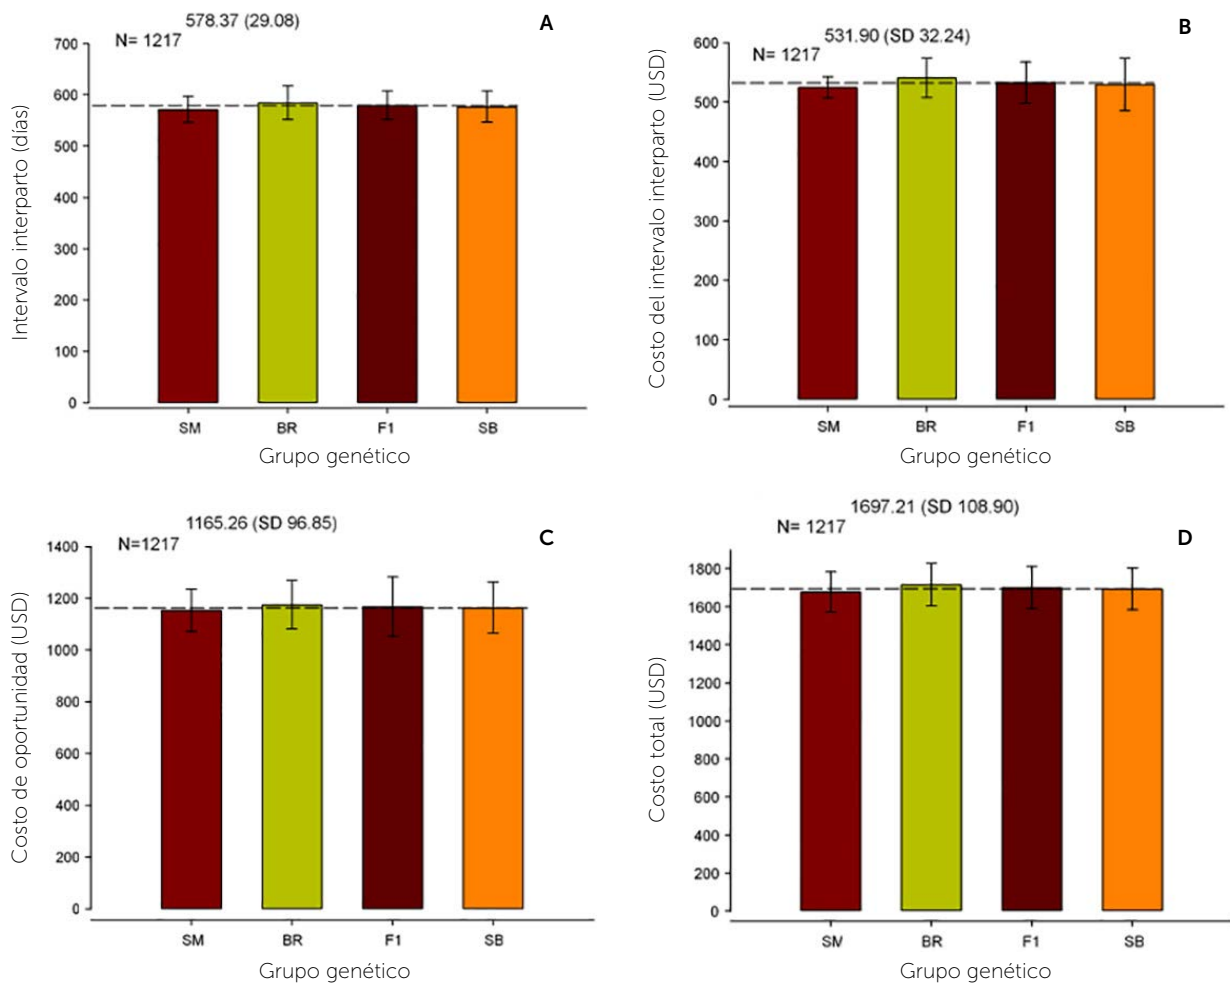 578.37 (29.08)
A
N= 1217
700
600
500
400
300
200
100
0
Intervalo interparto (días)
SM BR F1 SB
Grupo genético
531.90 (SD 32.24)
B
N= 1217
600
500
400
300
200
100
0
Costo del intervalo interparto (USD)
SM BR F1 SB
Grupo genético
1165.26 (SD 96.85)
C
N=1217
1400
1200
1000
800
600
400
200
0
Costo de oportunidad (USD)
SM BR F1 SB
Grupo genético
1697.21 (SD 108.90)
D
N= 1217
1800
1600
1400
1200
1000
800
600
400
200
0
Costo total (USD)
SM BR F1 SB
Grupo genético